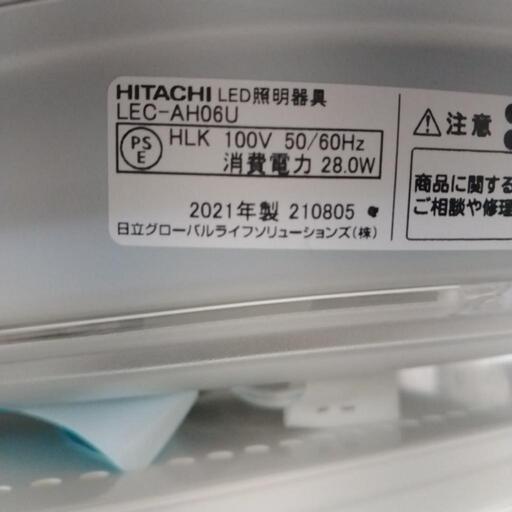 HITACHI LED照明器具
LEC-AH06U
PS
E
HLK 100V 50/60Hz
消費電力 28.0W
2021年製 210805
日立グローバルライフソリューションズ(株)
注意
商品に関する
ご相談や修理